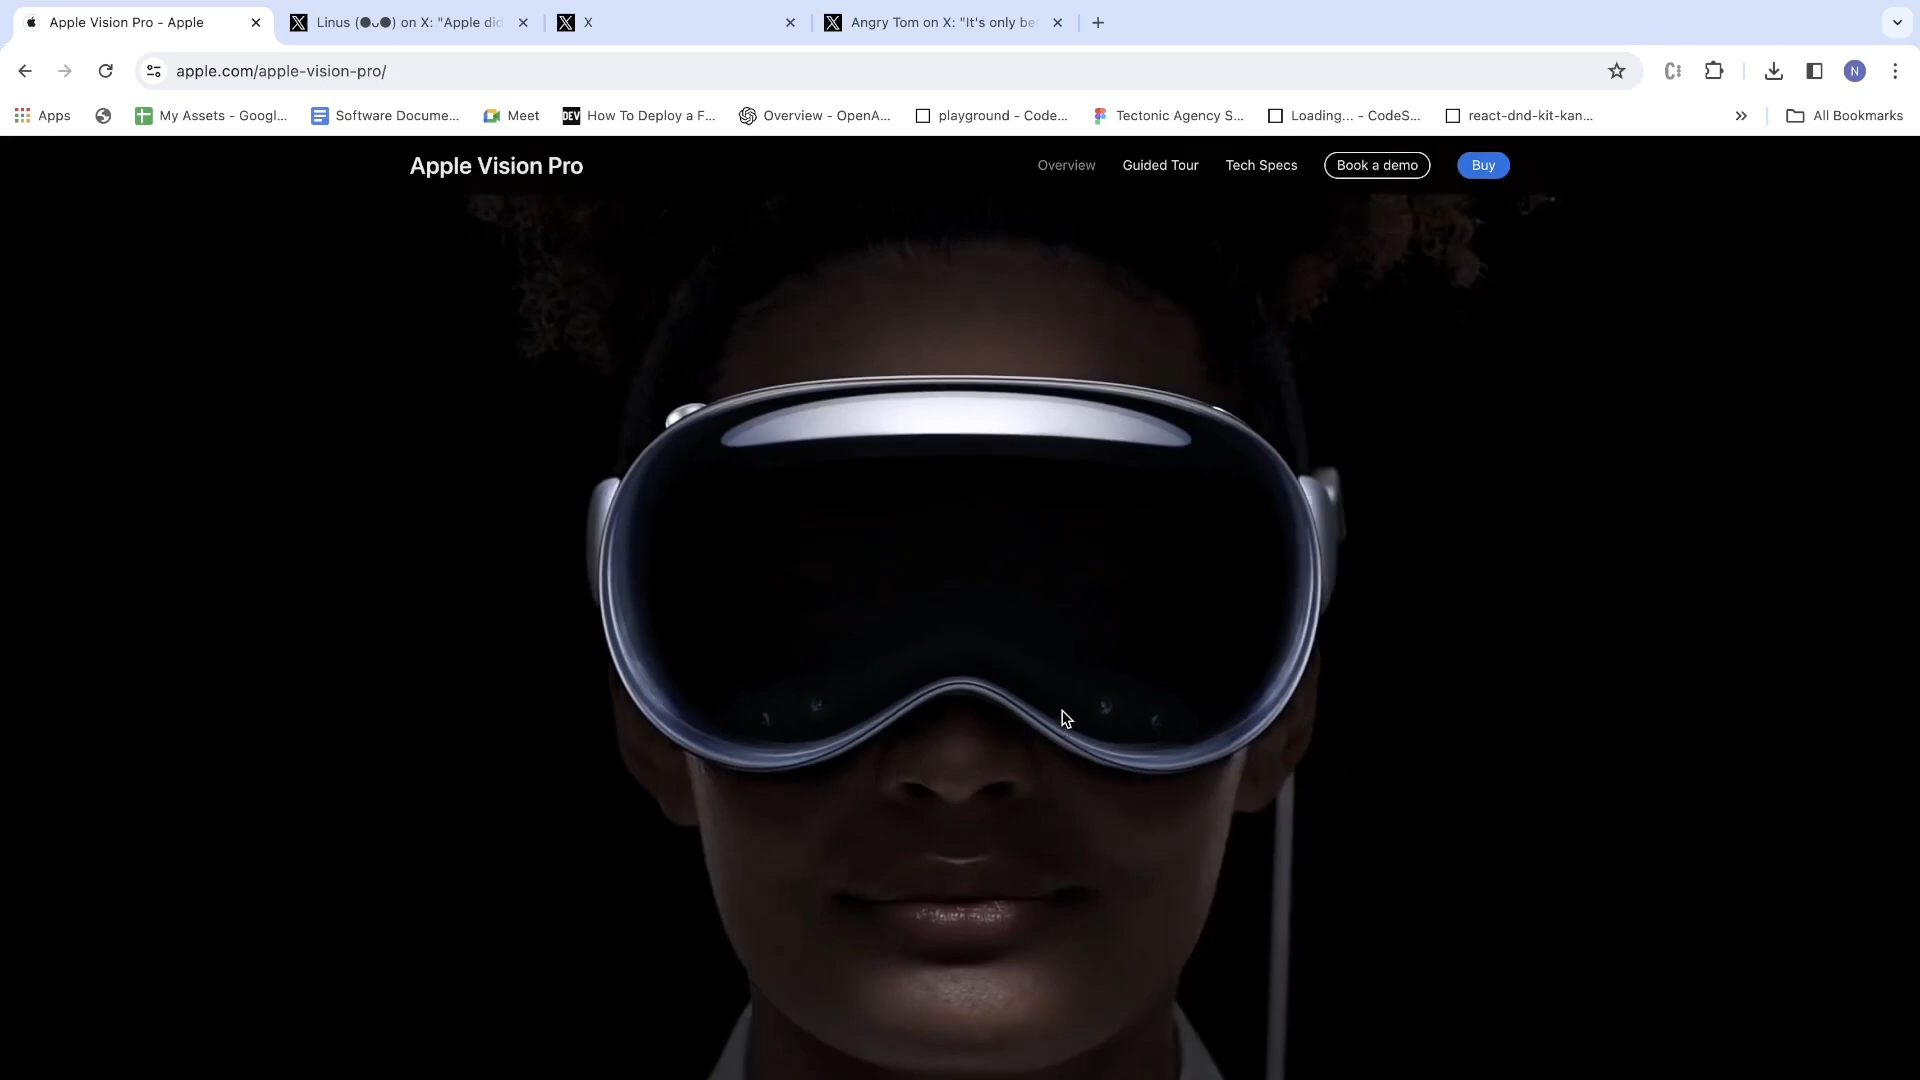 Apple Vision Pro - Apple
Linus (●ᴗ●) on X: "Apple did
X
Angry Tom on X: "It's only be
apple.com/apple-vision-pro/
N
Apps
My Assets - Googl...
Software Docume...
Meet
DEV
How To Deploy a F...
Overview - OpenA...
playground - Code...
Tectonic Agency S...
Loading... - CodeS...
react-dnd-kit-kan...
All Bookmarks
Apple Vision Pro
Overview
Guided Tour
Tech Specs
Book a demo
Buy